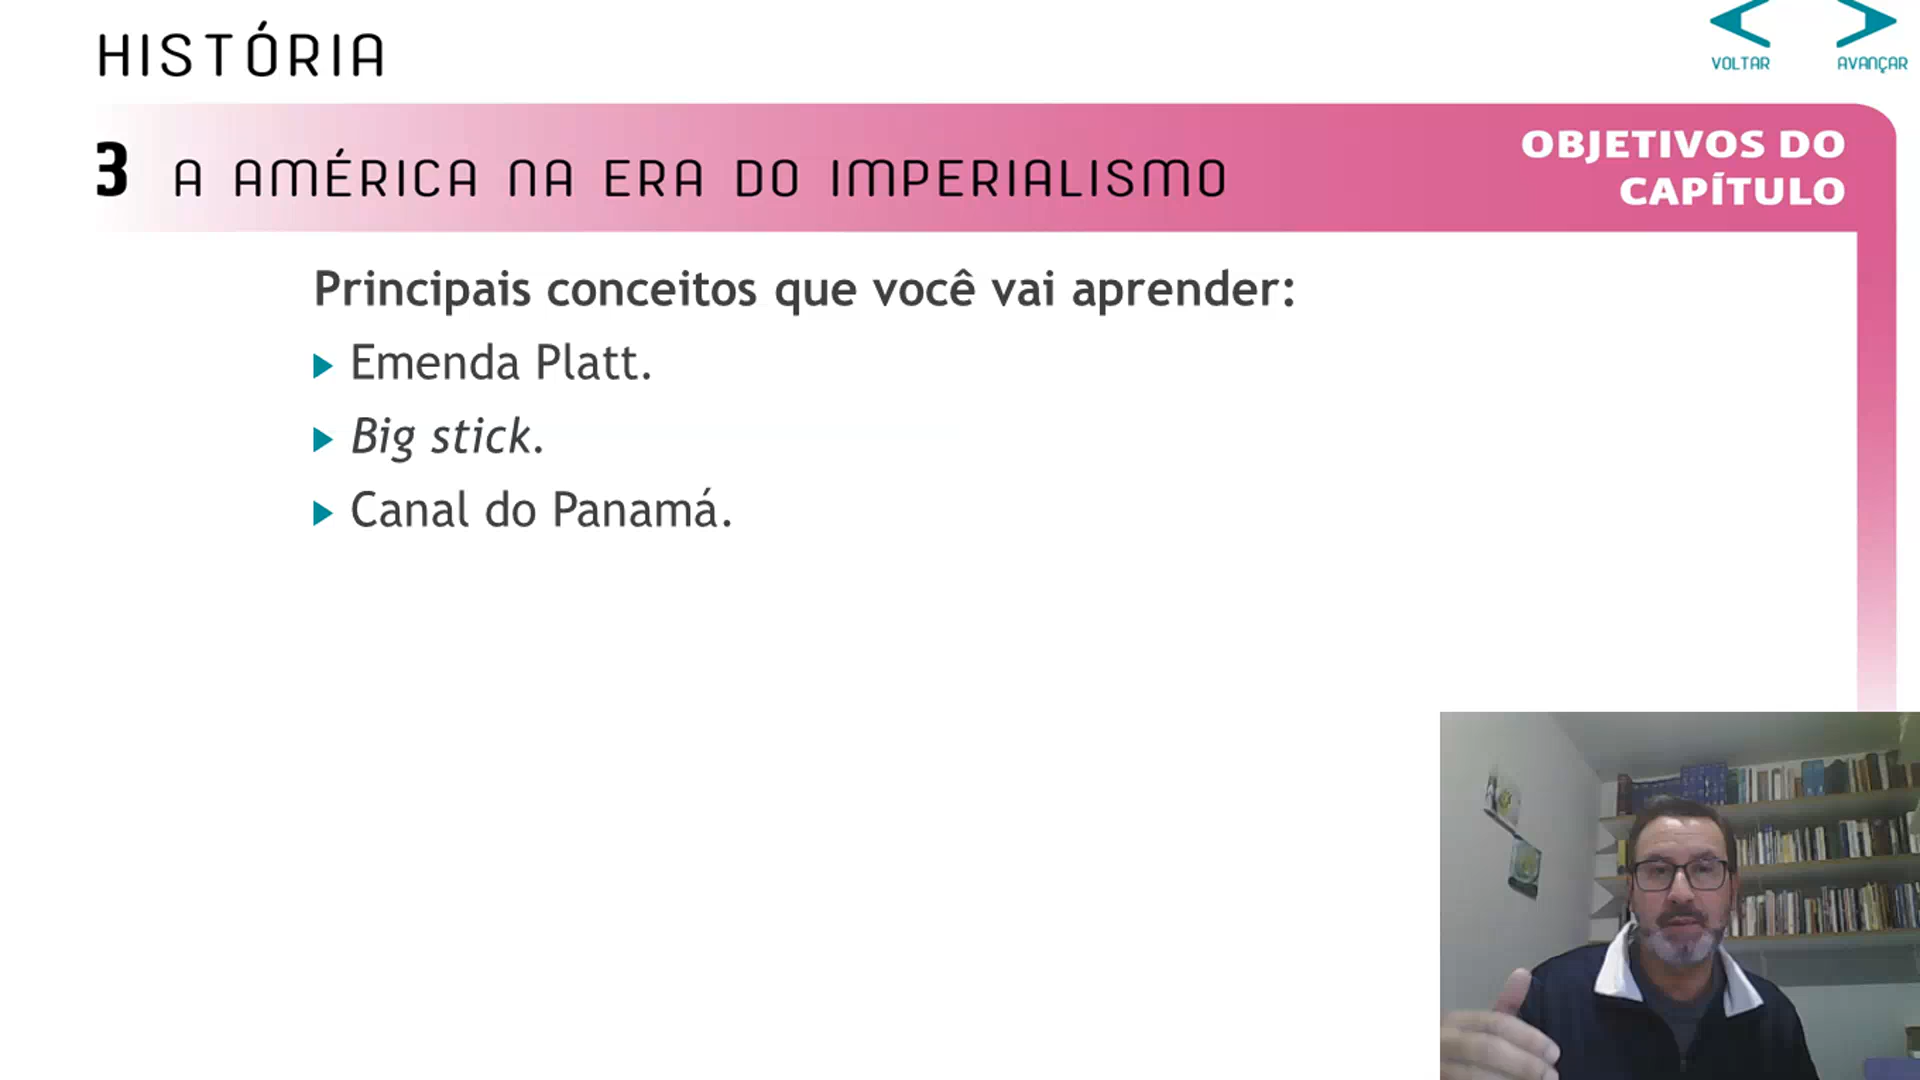 HISTÓRIA
VOLTAR
AVANÇAR
3 A AMÉRICA NA ERA DO IMPERIALISMO
OBJETIVOS DO
CAPÍTULO
Principais conceitos que você vai aprender:
Emenda Platt.
Big stick.
Canal do Panamá.